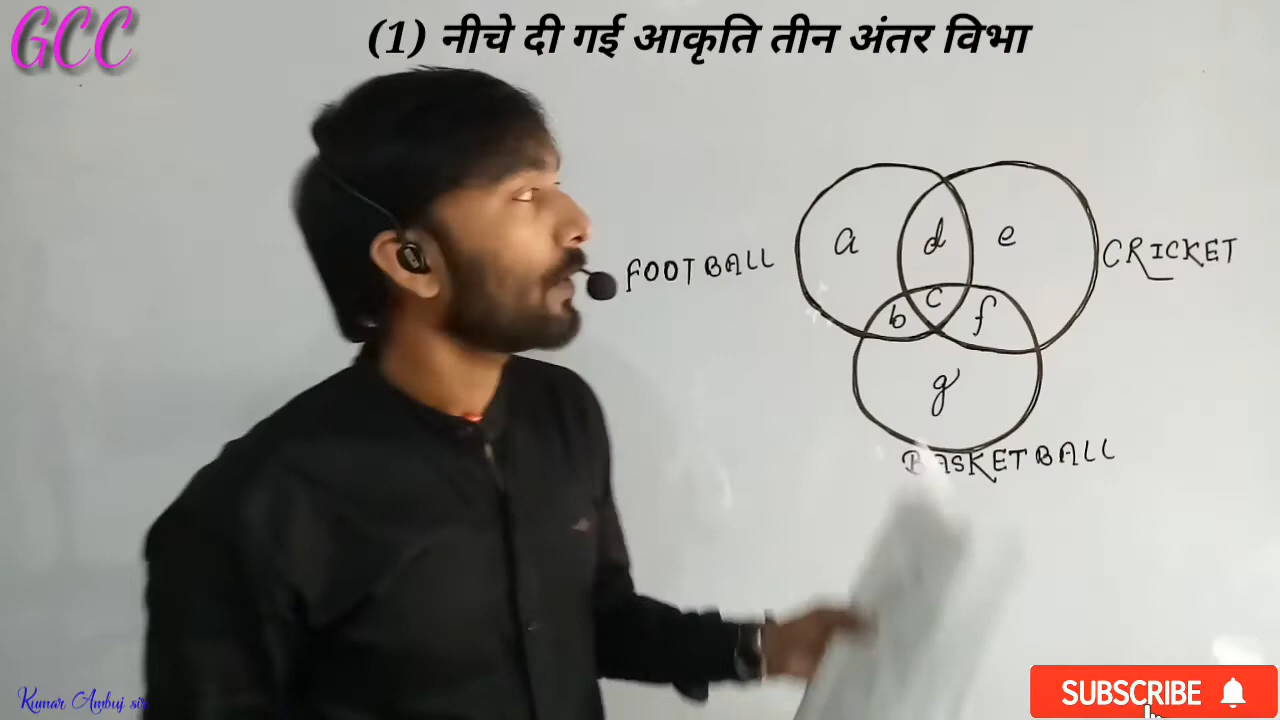 GCC
(1) नीचे दी गई आकृति तीन अंतर विभा
a d e
FOOTBALL
CRICKET
c
b f
g
BASKETBALL
Kumar Ambuj sir
SUBSCRIBE